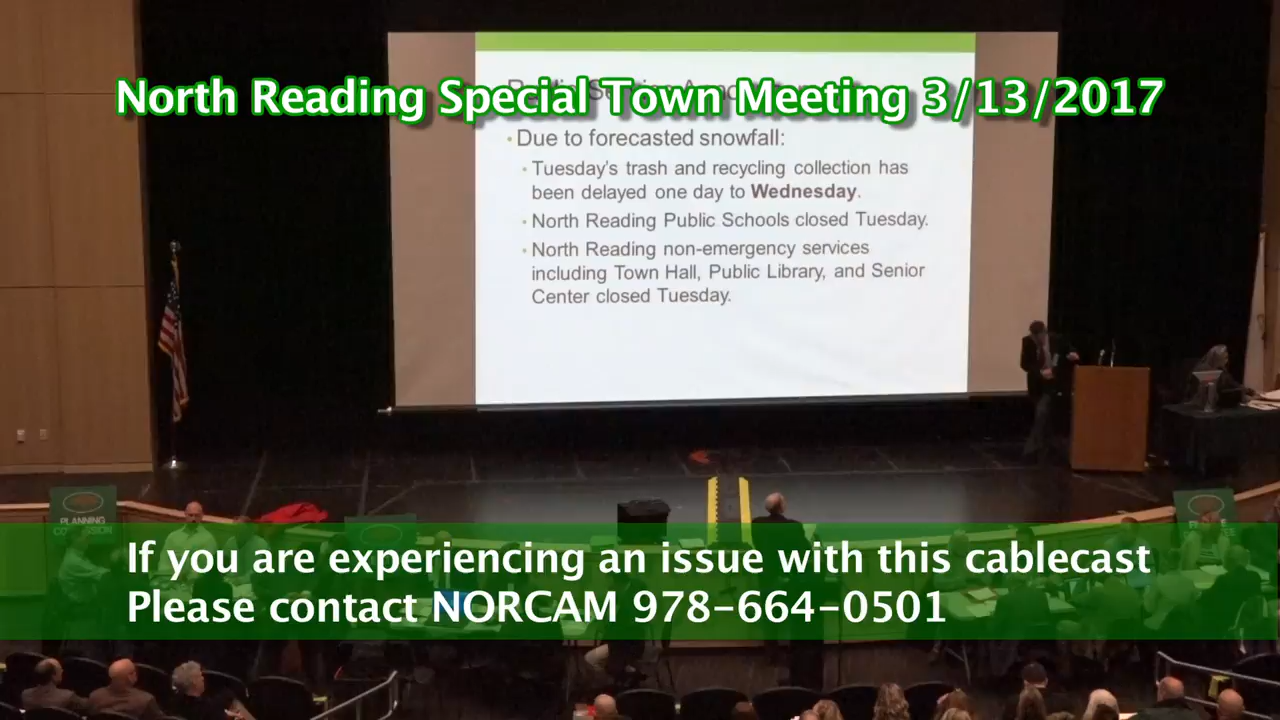 North Reading Special Town Meeting 3/13/2017
• Due to forecasted snowfall:
• Tuesday's trash and recycling collection has
been delayed one day to Wednesday.
• North Reading Public Schools closed Tuesday.
• North Reading non-emergency services
including Town Hall, Public Library, and Senior
Center closed Tuesday.
PLANNING
If you are experiencing an issue with this cablecast
Please contact NORCAM 978-664-0501